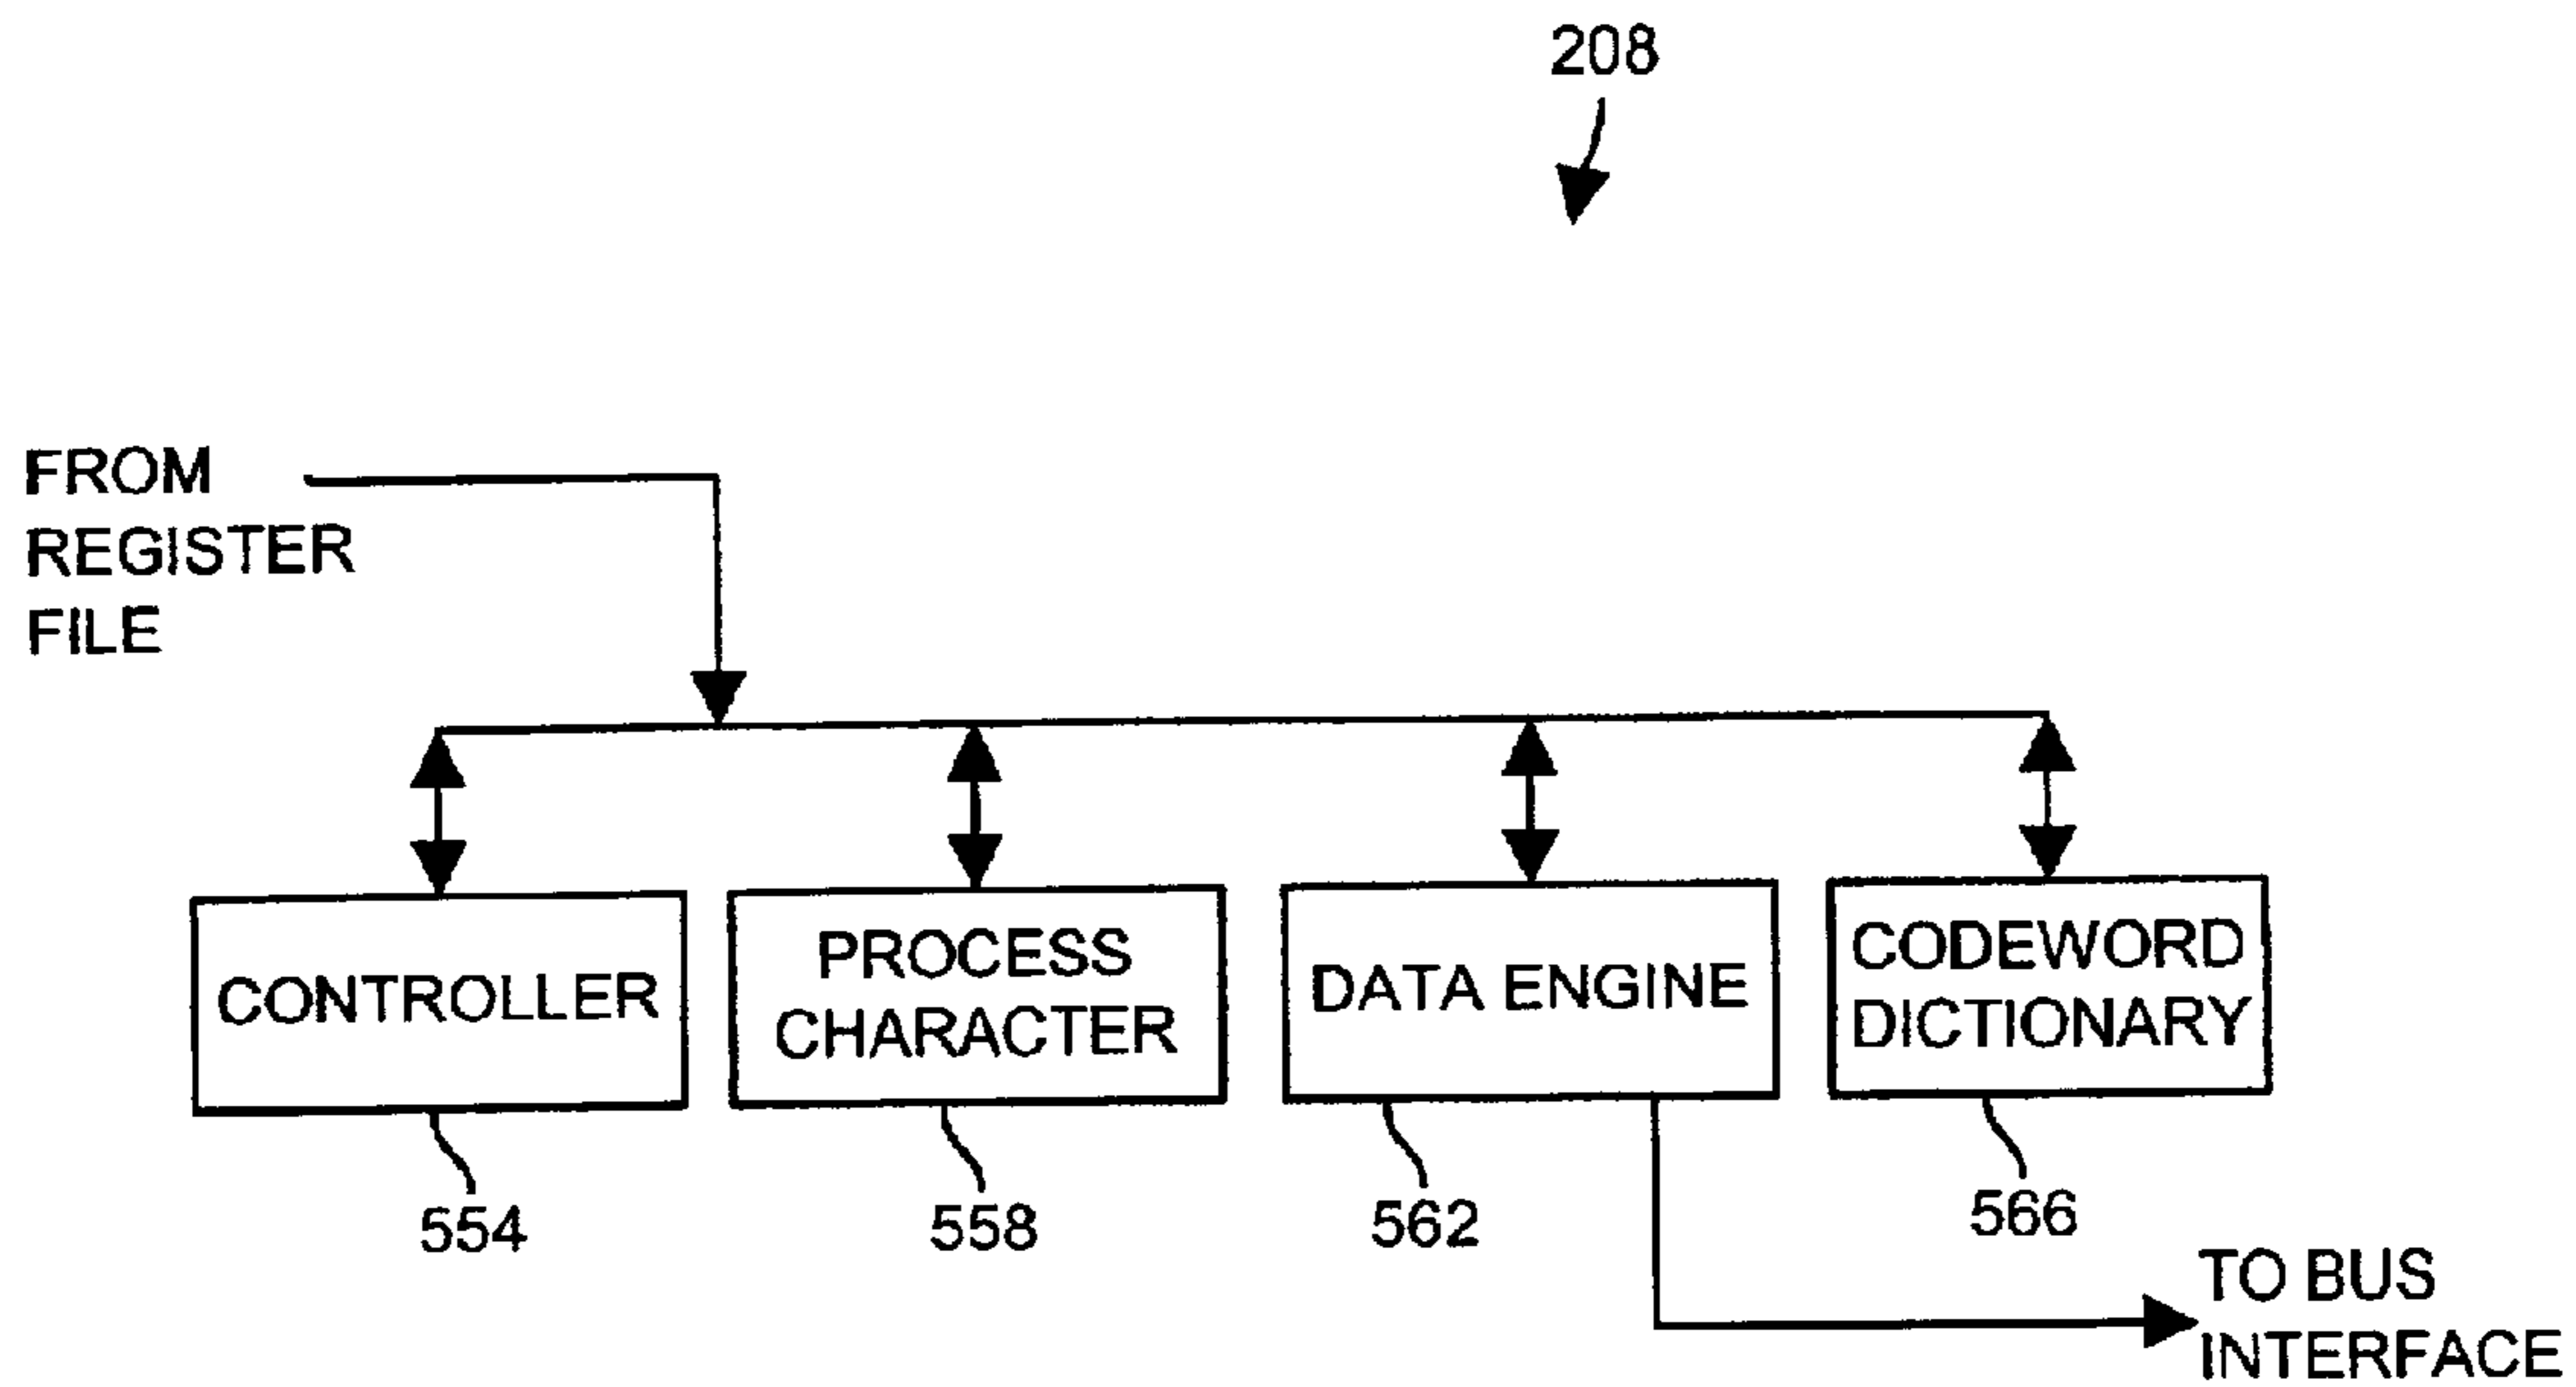 208
FROM
REGISTER
FILE
CONTROLLER
PROCESS
CHARACTER
DATA ENGINE
CODEWORD
DICTIONARY
554
558
562
566
TO BUS
INTERFACE